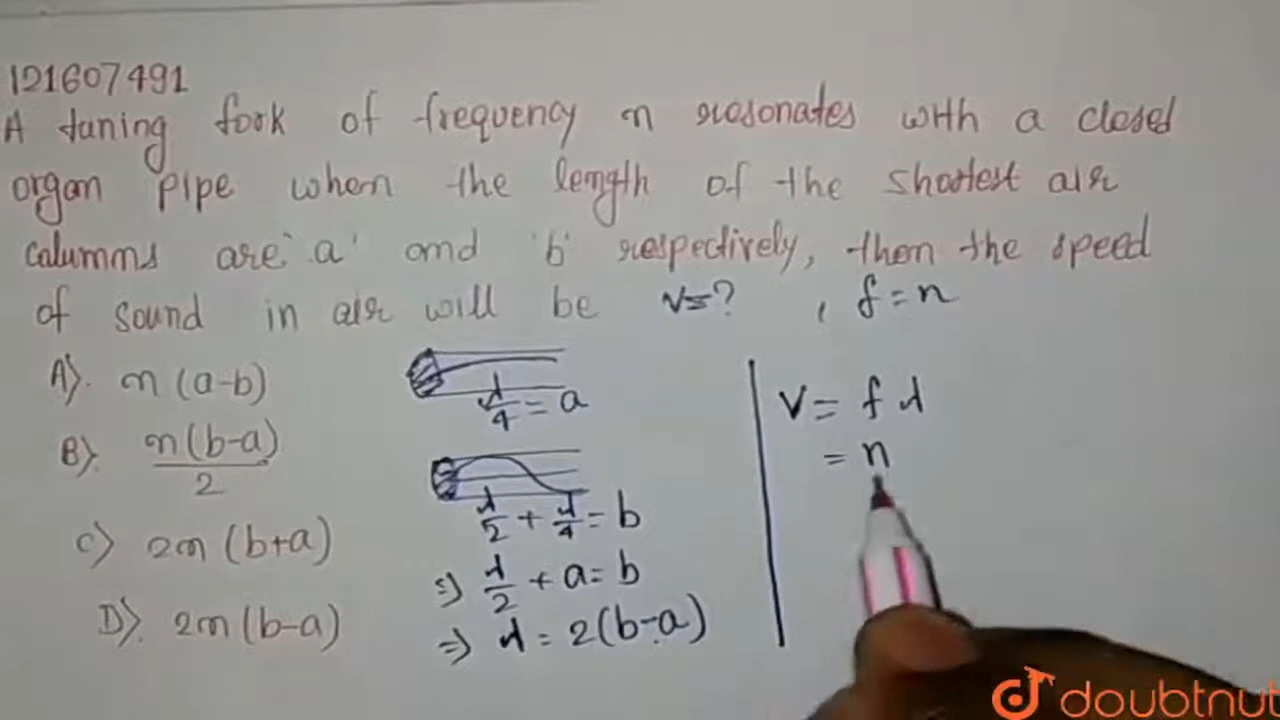 121607491
A tuning fork of frequency n resonates with a closed
organ pipe when the length of the shortest air
columns are 'a' and 'b' respectively, then the speed
of sound in air will be v=? , f=n
A). n(a-b)
B). n(b-a)/2
C) 2n(b+a)
D). 2n(b-a)
λ/4 = a
λ/2 + λ/4 = b
⇒ λ/2 + a = b
⇒ λ = 2(b-a)
V = fλ
= n
doubtnut